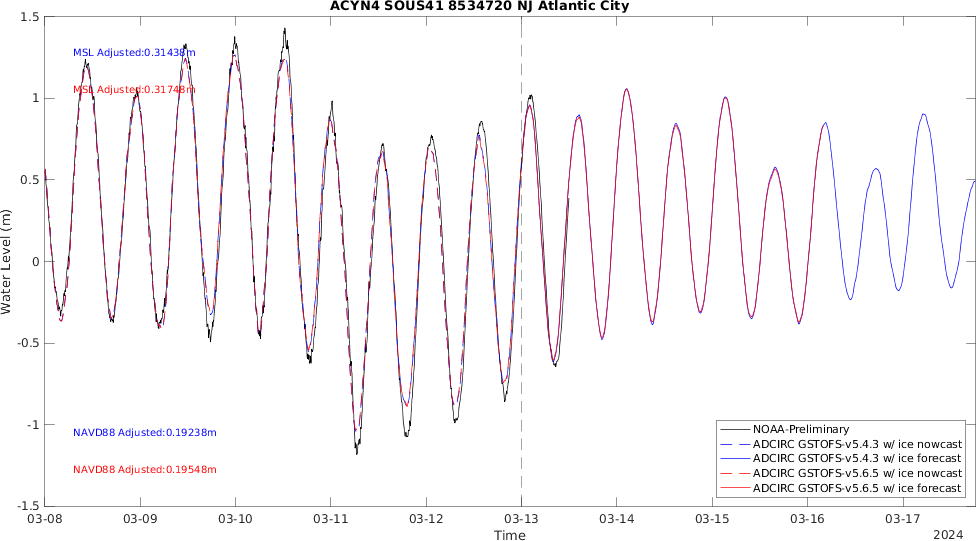 ACYN4 SOUS41 8534720 NJ Atlantic City
1.5
1
0.5
0
-0.5
-1
-1.5
Water Level (m)
MSL Adjusted:0.31438m
MSL Adjusted:0.31748m
NAVD88 Adjusted:0.19238m
NAVD88 Adjusted:0.19548m
NOAA-Preliminary
ADCIRC GSTOFS-v5.4.3 w/ ice nowcast
ADCIRC GSTOFS-v5.4.3 w/ ice forecast
ADCIRC GSTOFS-v5.6.5 w/ ice nowcast
ADCIRC GSTOFS-v5.6.5 w/ ice forecast
03-08 03-09 03-10 03-11 03-12 03-13 03-14 03-15 03-16 03-17
Time
2024